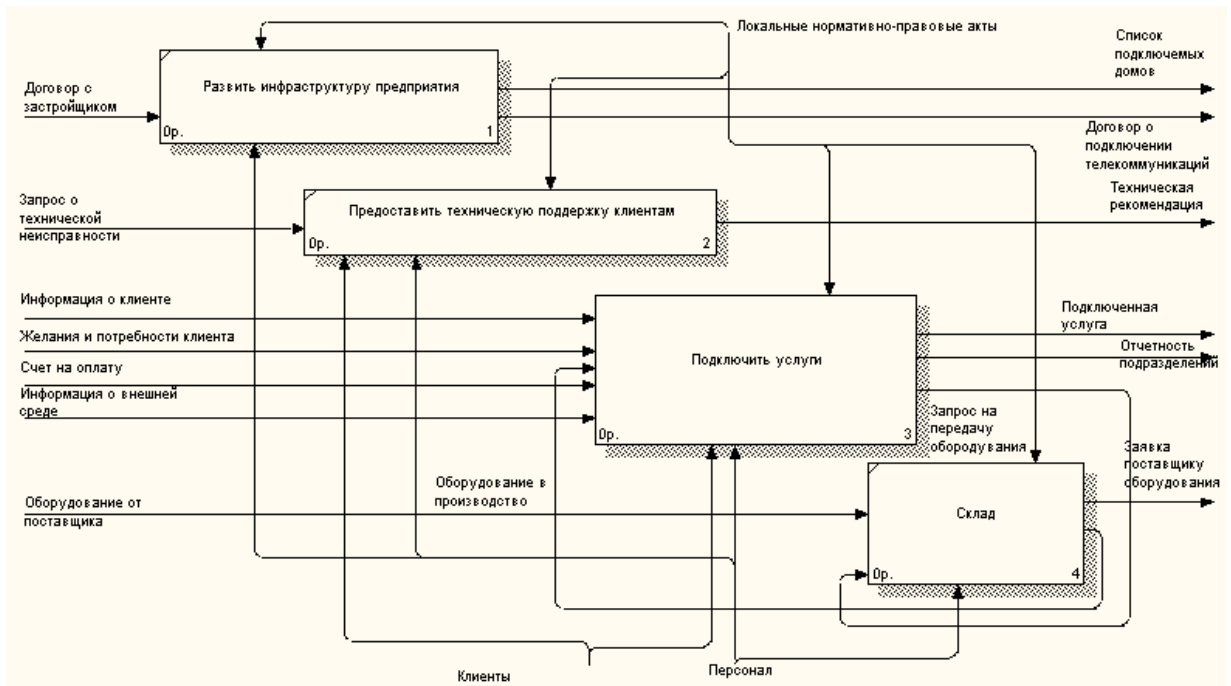 Локальные нормативно-правовые акты
Список
подключемых
домов
Договор с
застройщиком
Развить инфраструктуру предприятия
0р.
1
Договор о
подключении
телекоммуникаций
Запрос о
технической
неисправности
Предоставить техническую поддержку клиентам
0р.
2
Техническая
рекомендация
Информация о клиенте
Желания и потребности клиента
Счет на оплату
Информация о внешней
среде
Подключить услуги
0р.
3
Подключенная
услуга
Отчетность
подразделений
Запрос на
передачу
обородувания
Заявка
поставщику
оборудования
Оборудование в
производство
Оборудование от
поставщика
Склад
0р.
4
Клиенты
Персонал